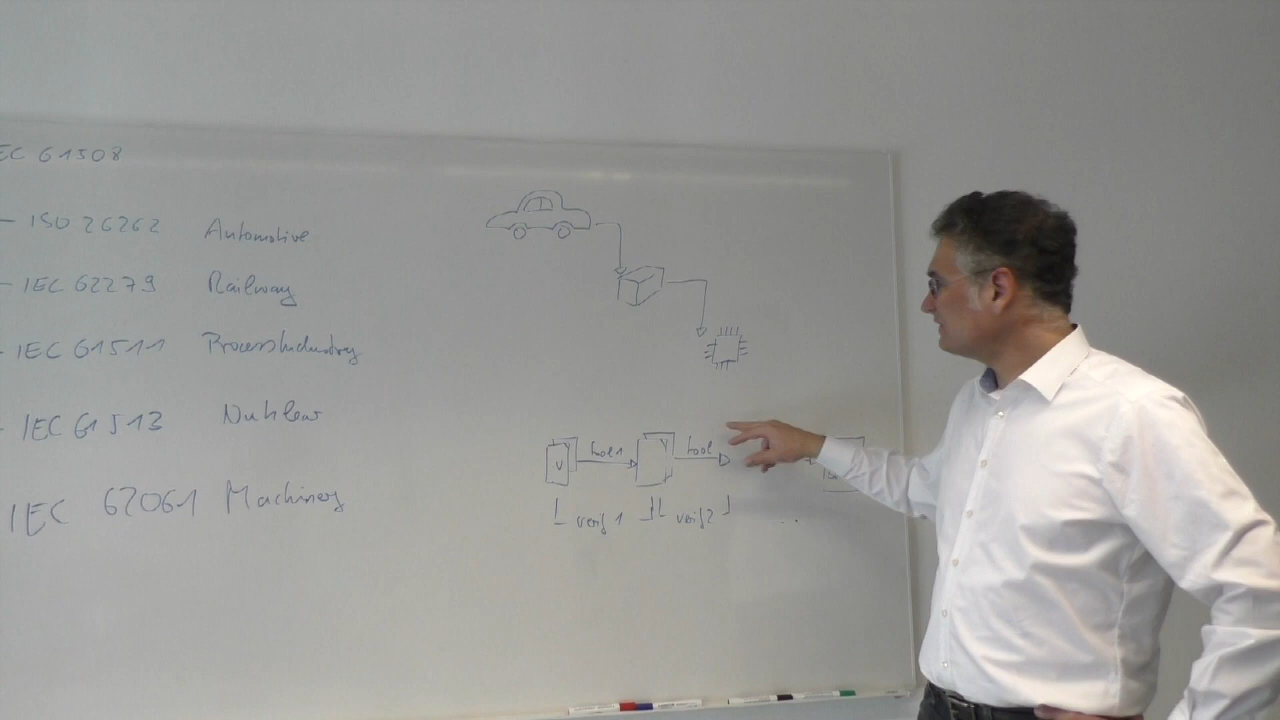 EC 61508
- ISO 26262 Automotive
- IEC 62279 Railway
- IEC 61511 Processindustry
- IEC 61513 Nuklear
IEC 62061 Machinery
V tool1 V tool
verif 1 verif 2 ...